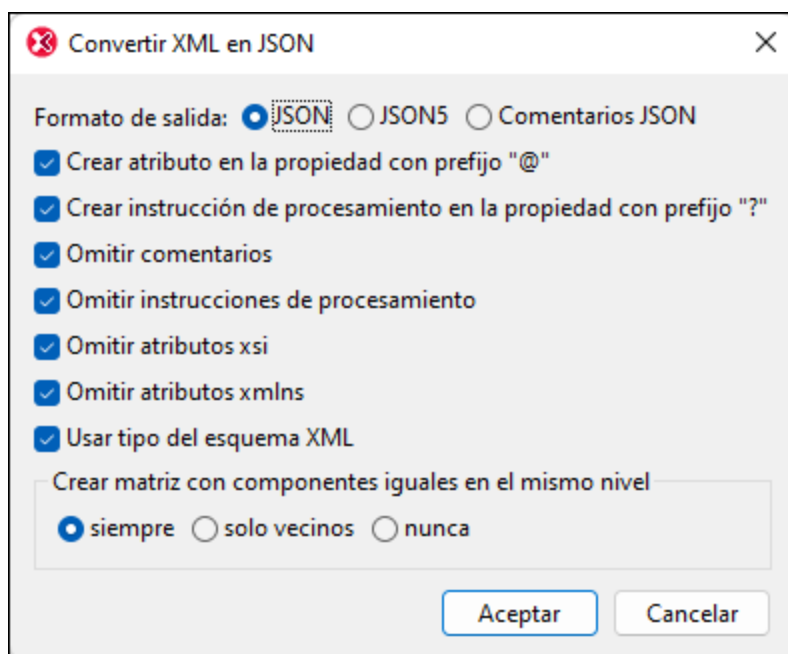 Convertir XML en JSON
Formato de salida: JSON JSON5 Comentarios JSON
Crear atributo en la propiedad con prefijo "@"
Crear instrucción de procesamiento en la propiedad con prefijo "?"
Omitir comentarios
Omitir instrucciones de procesamiento
Omitir atributos xsi
Omitir atributos xmlns
Usar tipo del esquema XML
Crear matriz con componentes iguales en el mismo nivel
siempre solo vecinos nunca
Aceptar Cancelar